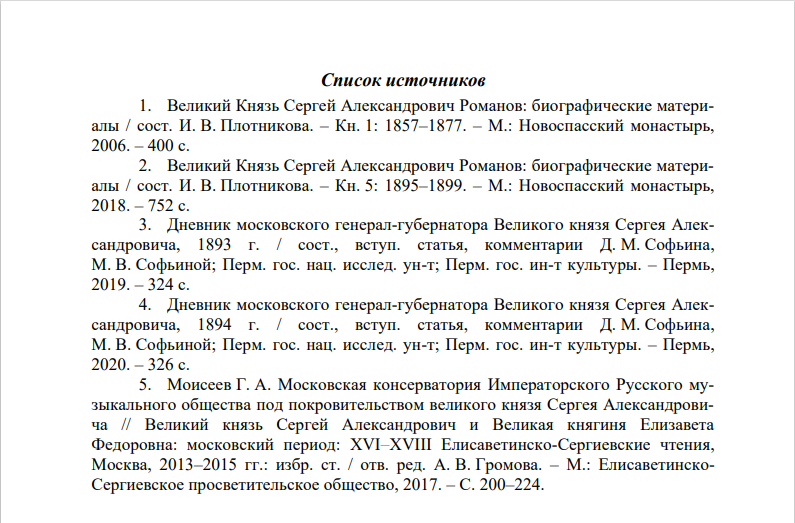 Список источников
1. Великий Князь Сергей Александрович Романов: биографические матери-
алы / сост. И. В. Плотникова. – Кн. 1: 1857–1877. – М.: Новоспасский монастырь,
2006. – 400 с.
2. Великий Князь Сергей Александрович Романов: биографические матери-
алы / сост. И. В. Плотникова. – Кн. 5: 1895–1899. – М.: Новоспасский монастырь,
2018. – 752 с.
3. Дневник московского генерал-губернатора Великого князя Сергея Алек-
сандровича, 1893 г. / сост., вступ. статья, комментарии Д. М. Софьина,
М. В. Софьиной; Перм. гос. нац. исслед. ун-т; Перм. гос. ин-т культуры. – Пермь,
2019. – 324 с.
4. Дневник московского генерал-губернатора Великого князя Сергея Алек-
сандровича, 1894 г. / сост., вступ. статья, комментарии Д. М. Софьина,
М. В. Софьиной; Перм. гос. нац. исслед. ун-т; Перм. гос. ин-т культуры. – Пермь,
2020. – 326 с.
5. Моисеев Г. А. Московская консерватория Императорского Русского му-
зыкального общества под покровительством великого князя Сергея Александрови-
ча // Великий князь Сергей Александрович и Великая княгиня Елизавета
Федоровна: московский период: XVI–XVIII Елисаветинско-Сергиевские чтения,
Москва, 2013–2015 гг.: избр. ст. / отв. ред. А. В. Громова. – М.: Елисаветинско-
Сергиевское просветительское общество, 2017. – С. 200–224.